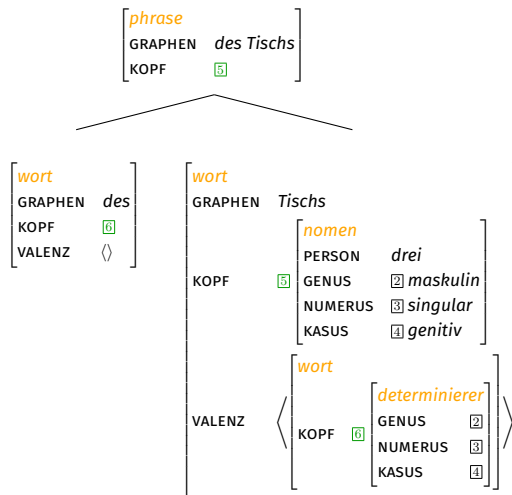 phrase
GRAPHEN des Tischs
KOPF 5
wort
GRAPHEN des
KOPF 6
VALENZ ⟨⟩
wort
GRAPHEN Tischs
KOPF 5
nomen
PERSON drei
GENUS 2 maskulin
NUMERUS 3 singular
KASUS 4 genitiv
VALENZ
wort
KOPF 6
determinierer
GENUS 2
NUMERUS 3
KASUS 4